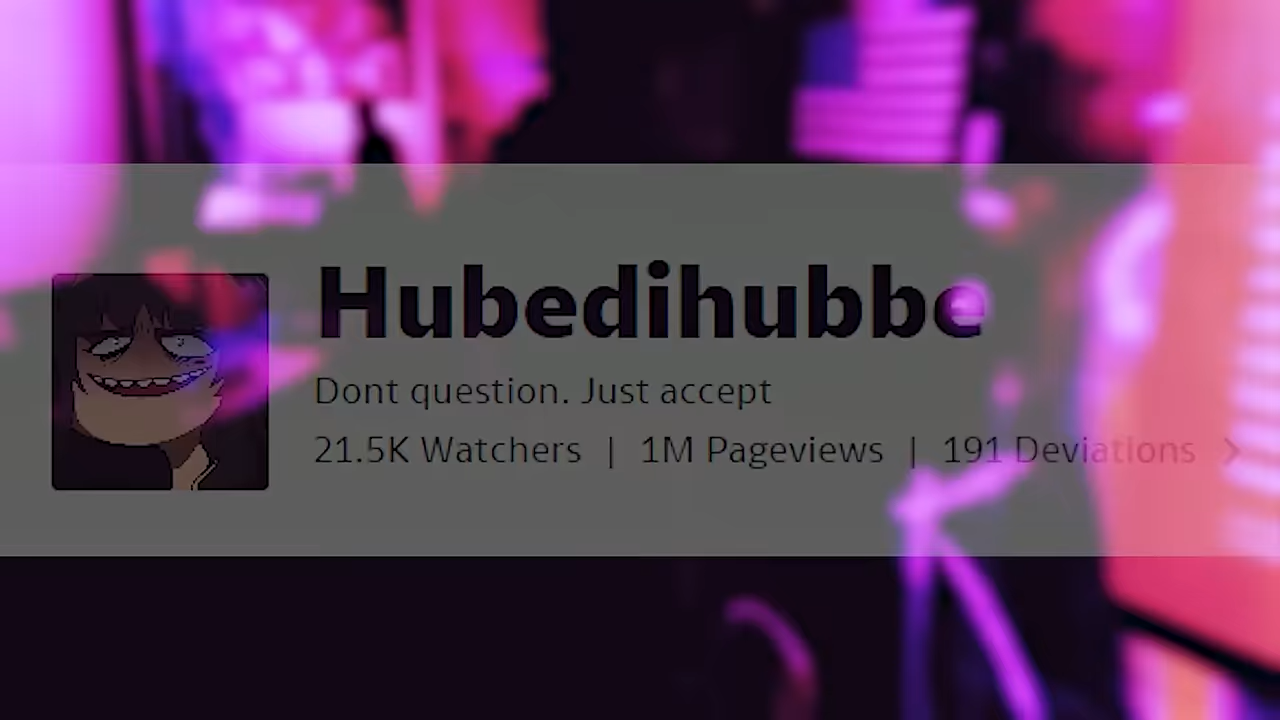 Hubedihubbe
Dont question. Just accept
21.5K Watchers | 1M Pageviews | 191 Deviations >